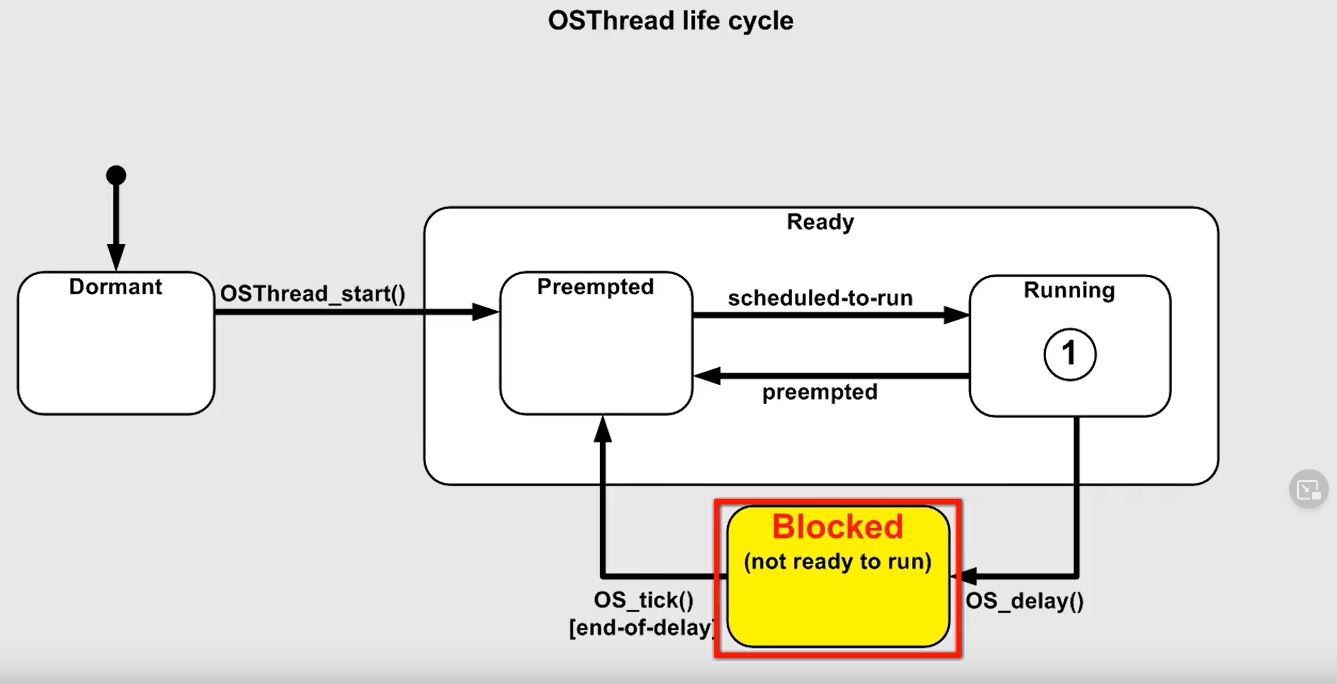 OSThread life cycle
Ready
Dormant
OSThread_start()
Preempted
scheduled-to-run
Running
1
preempted
Blocked
(not ready to run)
OS_tick()
[end-of-delay]
OS_delay()